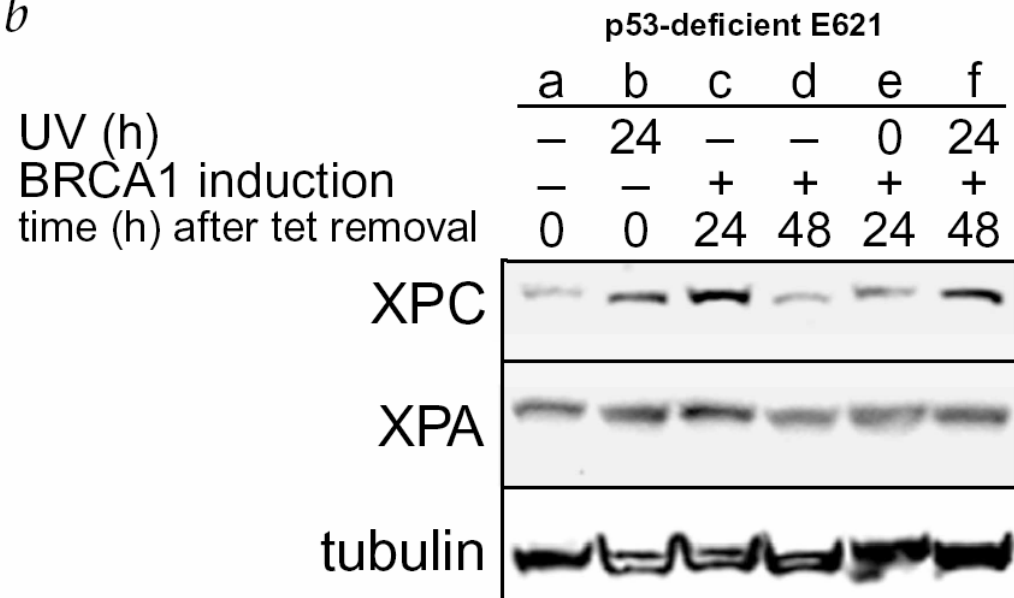 b
p53-deficient E621
a b c d e f
UV (h) – 24 – – 0 24
BRCA1 induction – – + + + +
time (h) after tet removal 0 0 24 48 24 48
XPC
XPA
tubulin